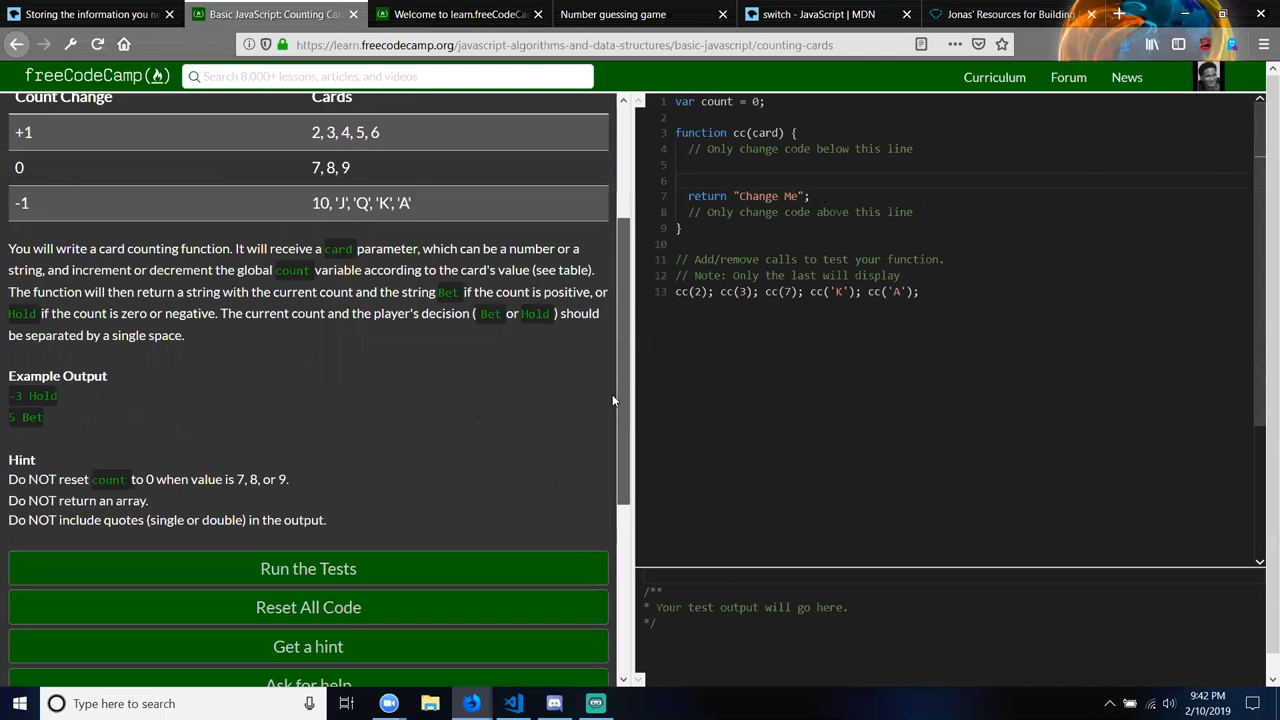 Storing the information you ne
Basic JavaScript: Counting Car
Welcome to learn.freeCodeCa
Number guessing game
switch - JavaScript | MDN
Jonas' Resources for Building
https://learn.freecodecamp.org/javascript-algorithms-and-data-structures/basic-javascript/counting-cards
freeCodeCamp
Search 8,000+ lessons, articles, and videos
Curriculum
Forum
News
Count Change Cards
+1 2, 3, 4, 5, 6
0 7, 8, 9
-1 10, 'J', 'Q', 'K', 'A'
You will write a card counting function. It will receive a card parameter, which can be a number or a
string, and increment or decrement the global count variable according to the card's value (see table).
The function will then return a string with the current count and the string Bet if the count is positive, or
Hold if the count is zero or negative. The current count and the player's decision ( Bet or Hold ) should
be separated by a single space.
Example Output
-3 Hold
5 Bet
Hint
Do NOT reset count to 0 when value is 7, 8, or 9.
Do NOT return an array.
Do NOT include quotes (single or double) in the output.
Run the Tests
Reset All Code
Get a hint
Ask for help
1 var count = 0;
2
3 function cc(card) {
4 // Only change code below this line
5
6
7 return "Change Me";
8 // Only change code above this line
9 }
10
11 // Add/remove calls to test your function.
12 // Note: Only the last will display
13 cc(2); cc(3); cc(7); cc('K'); cc('A');
/**
* Your test output will go here.
*/
Type here to search
9:42 PM
2/10/2019